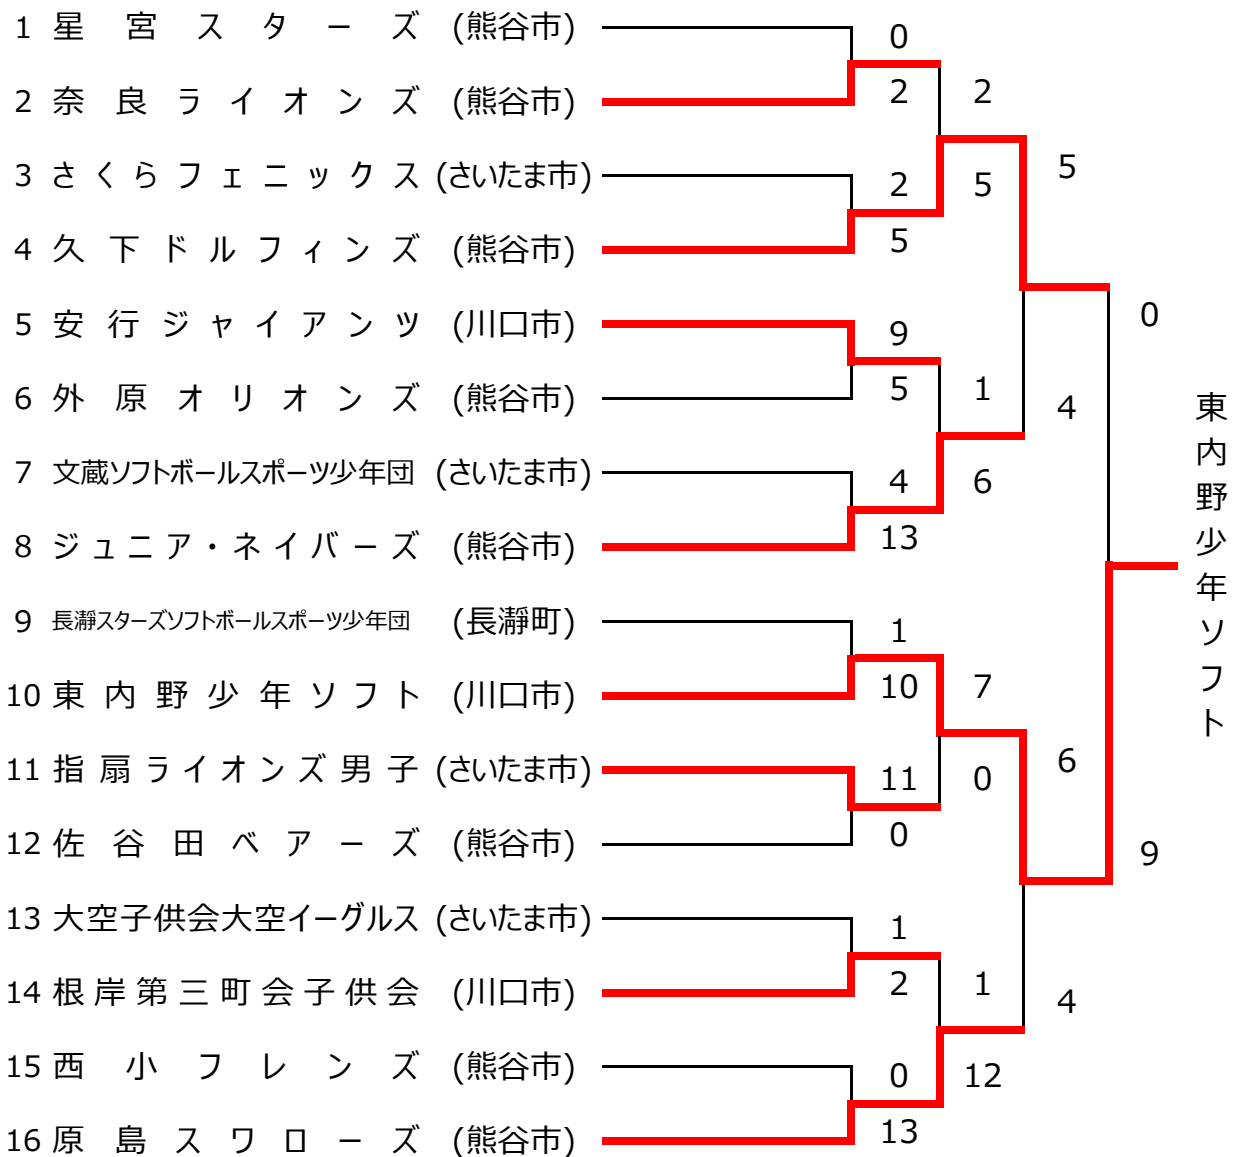 1 星宮スターズ (熊谷市)
0
2 奈良ライオンズ (熊谷市)
2
2
3 さくらフェニックス (さいたま市)
2
5
5
4 久下ドルフィンズ (熊谷市)
5
5 安行ジャイアンツ (川口市)
9
0
6 外原オリオンズ (熊谷市)
5
1
4
7 文蔵ソフトボールスポーツ少年団 (さいたま市)
4
6
8 ジュニア・ネイバーズ (熊谷市)
13
東内野少年ソフト
9 長瀞スターズソフトボールスポーツ少年団 (長瀞町)
1
10 東内野少年ソフト (川口市)
10
7
11 指扇ライオンズ男子 (さいたま市)
11
0
6
12 佐谷田ベアーズ (熊谷市)
0
9
13 大空子供会大空イーグルス (さいたま市)
1
14 根岸第三町会子供会 (川口市)
2
1
4
15 西小フレンズ (熊谷市)
0
12
16 原島スワローズ (熊谷市)
13